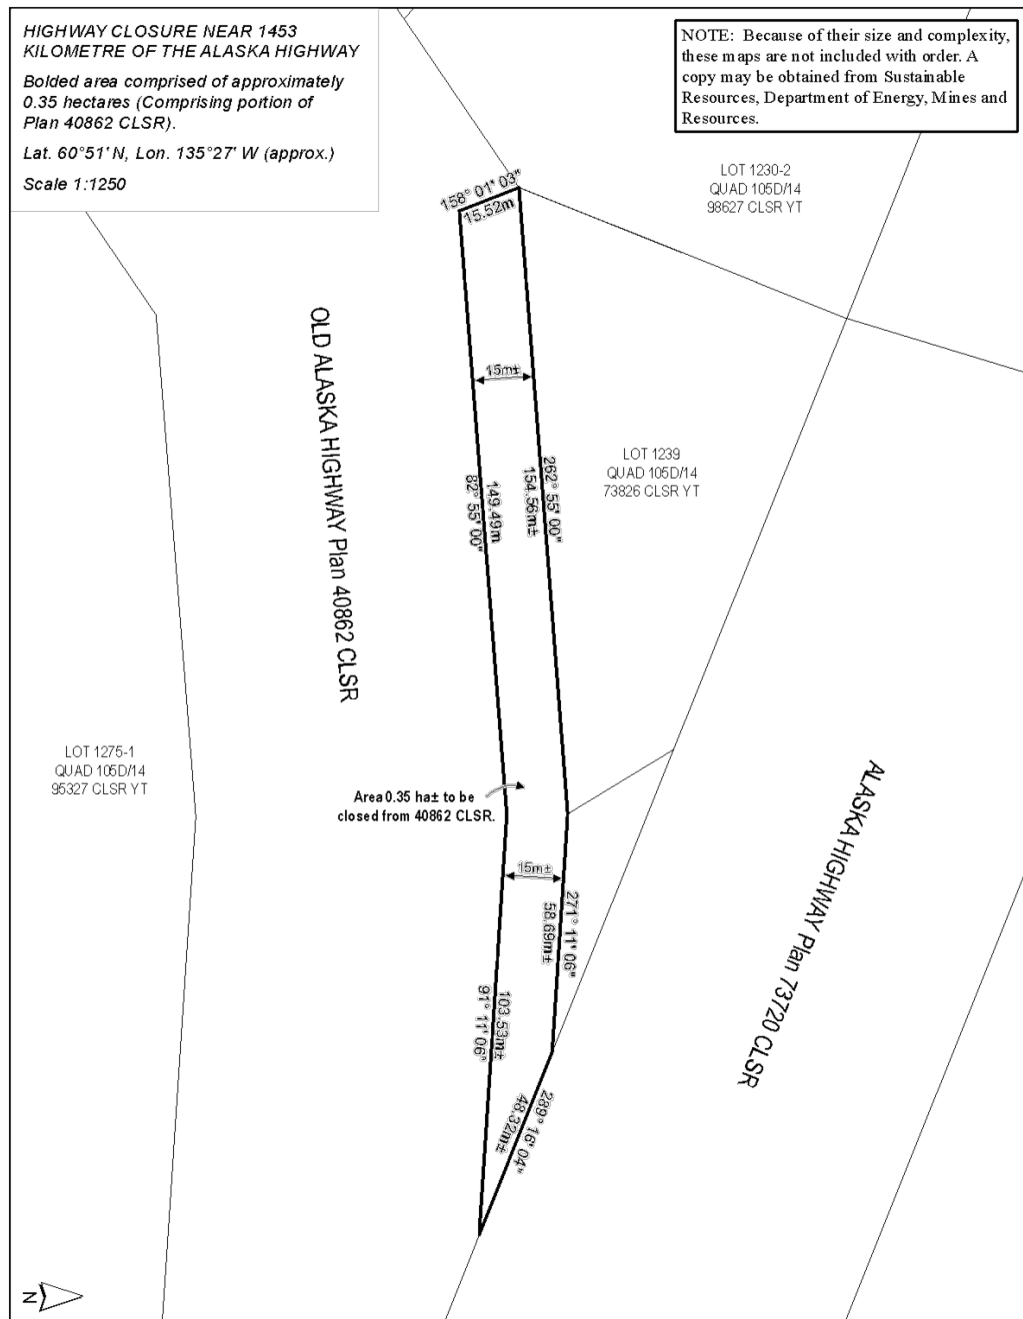 HIGHWAY CLOSURE NEAR 1453
KILOMETRE OF THE ALASKA HIGHWAY
Bolded area comprised of approximately
0.35 hectares (Comprising portion of
Plan 40862 CLSR).
Lat. 60°51' N, Lon. 135°27' W (approx.)
Scale 1:1250
NOTE: Because of their size and complexity,
these maps are not included with order. A
copy may be obtained from Sustainable
Resources, Department of Energy, Mines and
Resources.
LOT 1230-2
QUAD 105D/14
98627 CLSR YT
158° 01' 03"
15.52m
OLD ALASKA HIGHWAY Plan 40862 CLSR
15m±
LOT 1239
QUAD 105D/14
73826 CLSR YT
262° 55' 00"
154.56m±
149.49m
82° 55' 00"
LOT 1275-1
QUAD 105D/14
95327 CLSR YT
Area 0.35 ha± to be
closed from 40862 CLSR.
ALASKA HIGHWAY Plan 73720 CLSR
15m±
271° 11' 06"
58.69m±
103.53m±
91° 11' 06"
289° 16' 04"
48.32m±
N